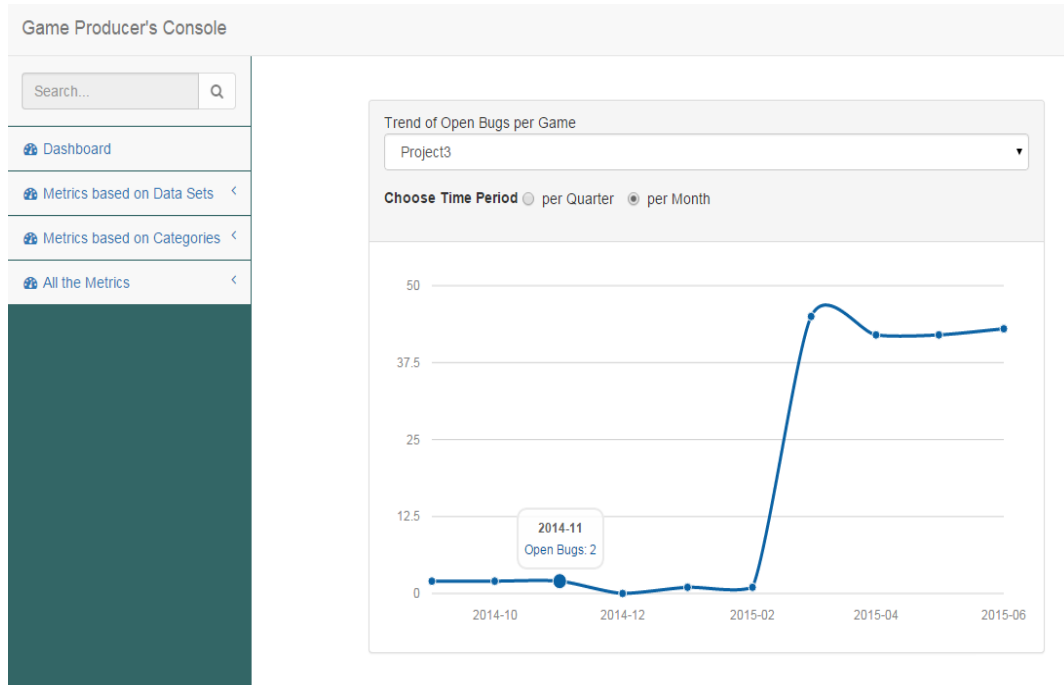 Game Producer's Console
Search...
Dashboard
Metrics based on Data Sets
Metrics based on Categories
All the Metrics
Trend of Open Bugs per Game
Project3
Choose Time Period per Quarter per Month
50
37.5
25
12.5
0
2014-11
Open Bugs: 2
2014-10 2014-12 2015-02 2015-04 2015-06